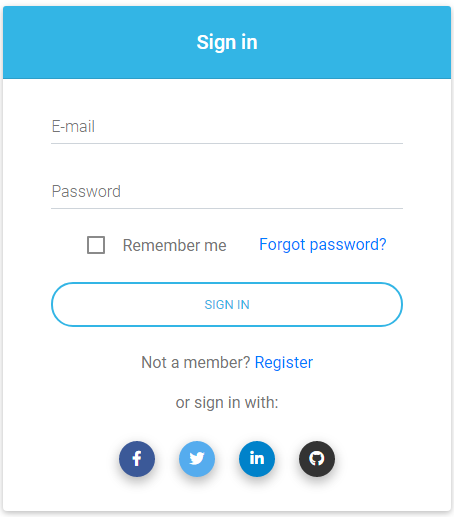 Sign in
E-mail
Password
Remember me Forgot password?
SIGN IN
Not a member? Register
or sign in with: